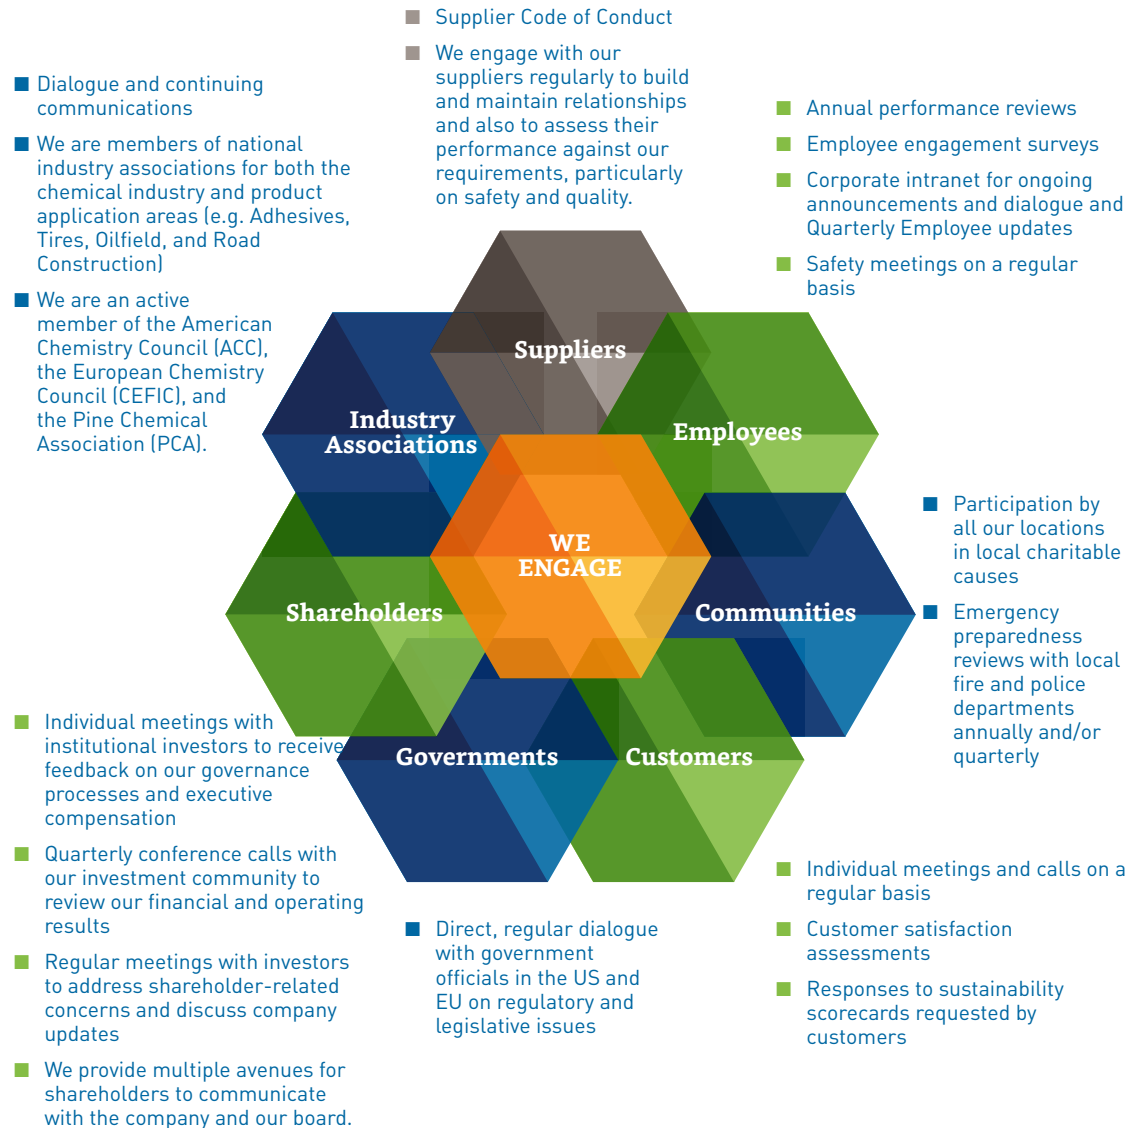 Supplier Code of Conduct
We engage with our
suppliers regularly to build
and maintain relationships
and also to assess their
performance against our
requirements, particularly
on safety and quality.
Dialogue and continuing
communications
We are members of national
industry associations for both the
chemical industry and product
application areas (e.g. Adhesives,
Tires, Oilfield, and Road
Construction)
We are an active
member of the American
Chemistry Council (ACC),
the European Chemistry
Council (CEFIC), and
the Pine Chemical
Association (PCA).
Annual performance reviews
Employee engagement surveys
Corporate intranet for ongoing
announcements and dialogue and
Quarterly Employee updates
Safety meetings on a regular
basis
Suppliers
Industry
Associations
Employees
WE
ENGAGE
Shareholders
Communities
Governments
Customers
Participation by
all our locations
in local charitable
causes
Emergency
preparedness
reviews with local
fire and police
departments
annually and/or
quarterly
Individual meetings with
institutional investors to receive
feedback on our governance
processes and executive
compensation
Quarterly conference calls with
our investment community to
review our financial and operating
results
Regular meetings with investors
to address shareholder-related
concerns and discuss company
updates
We provide multiple avenues for
shareholders to communicate
with the company and our board.
Direct, regular dialogue
with government
officials in the US and
EU on regulatory and
legislative issues
Individual meetings and calls on a
regular basis
Customer satisfaction
assessments
Responses to sustainability
scorecards requested by
customers